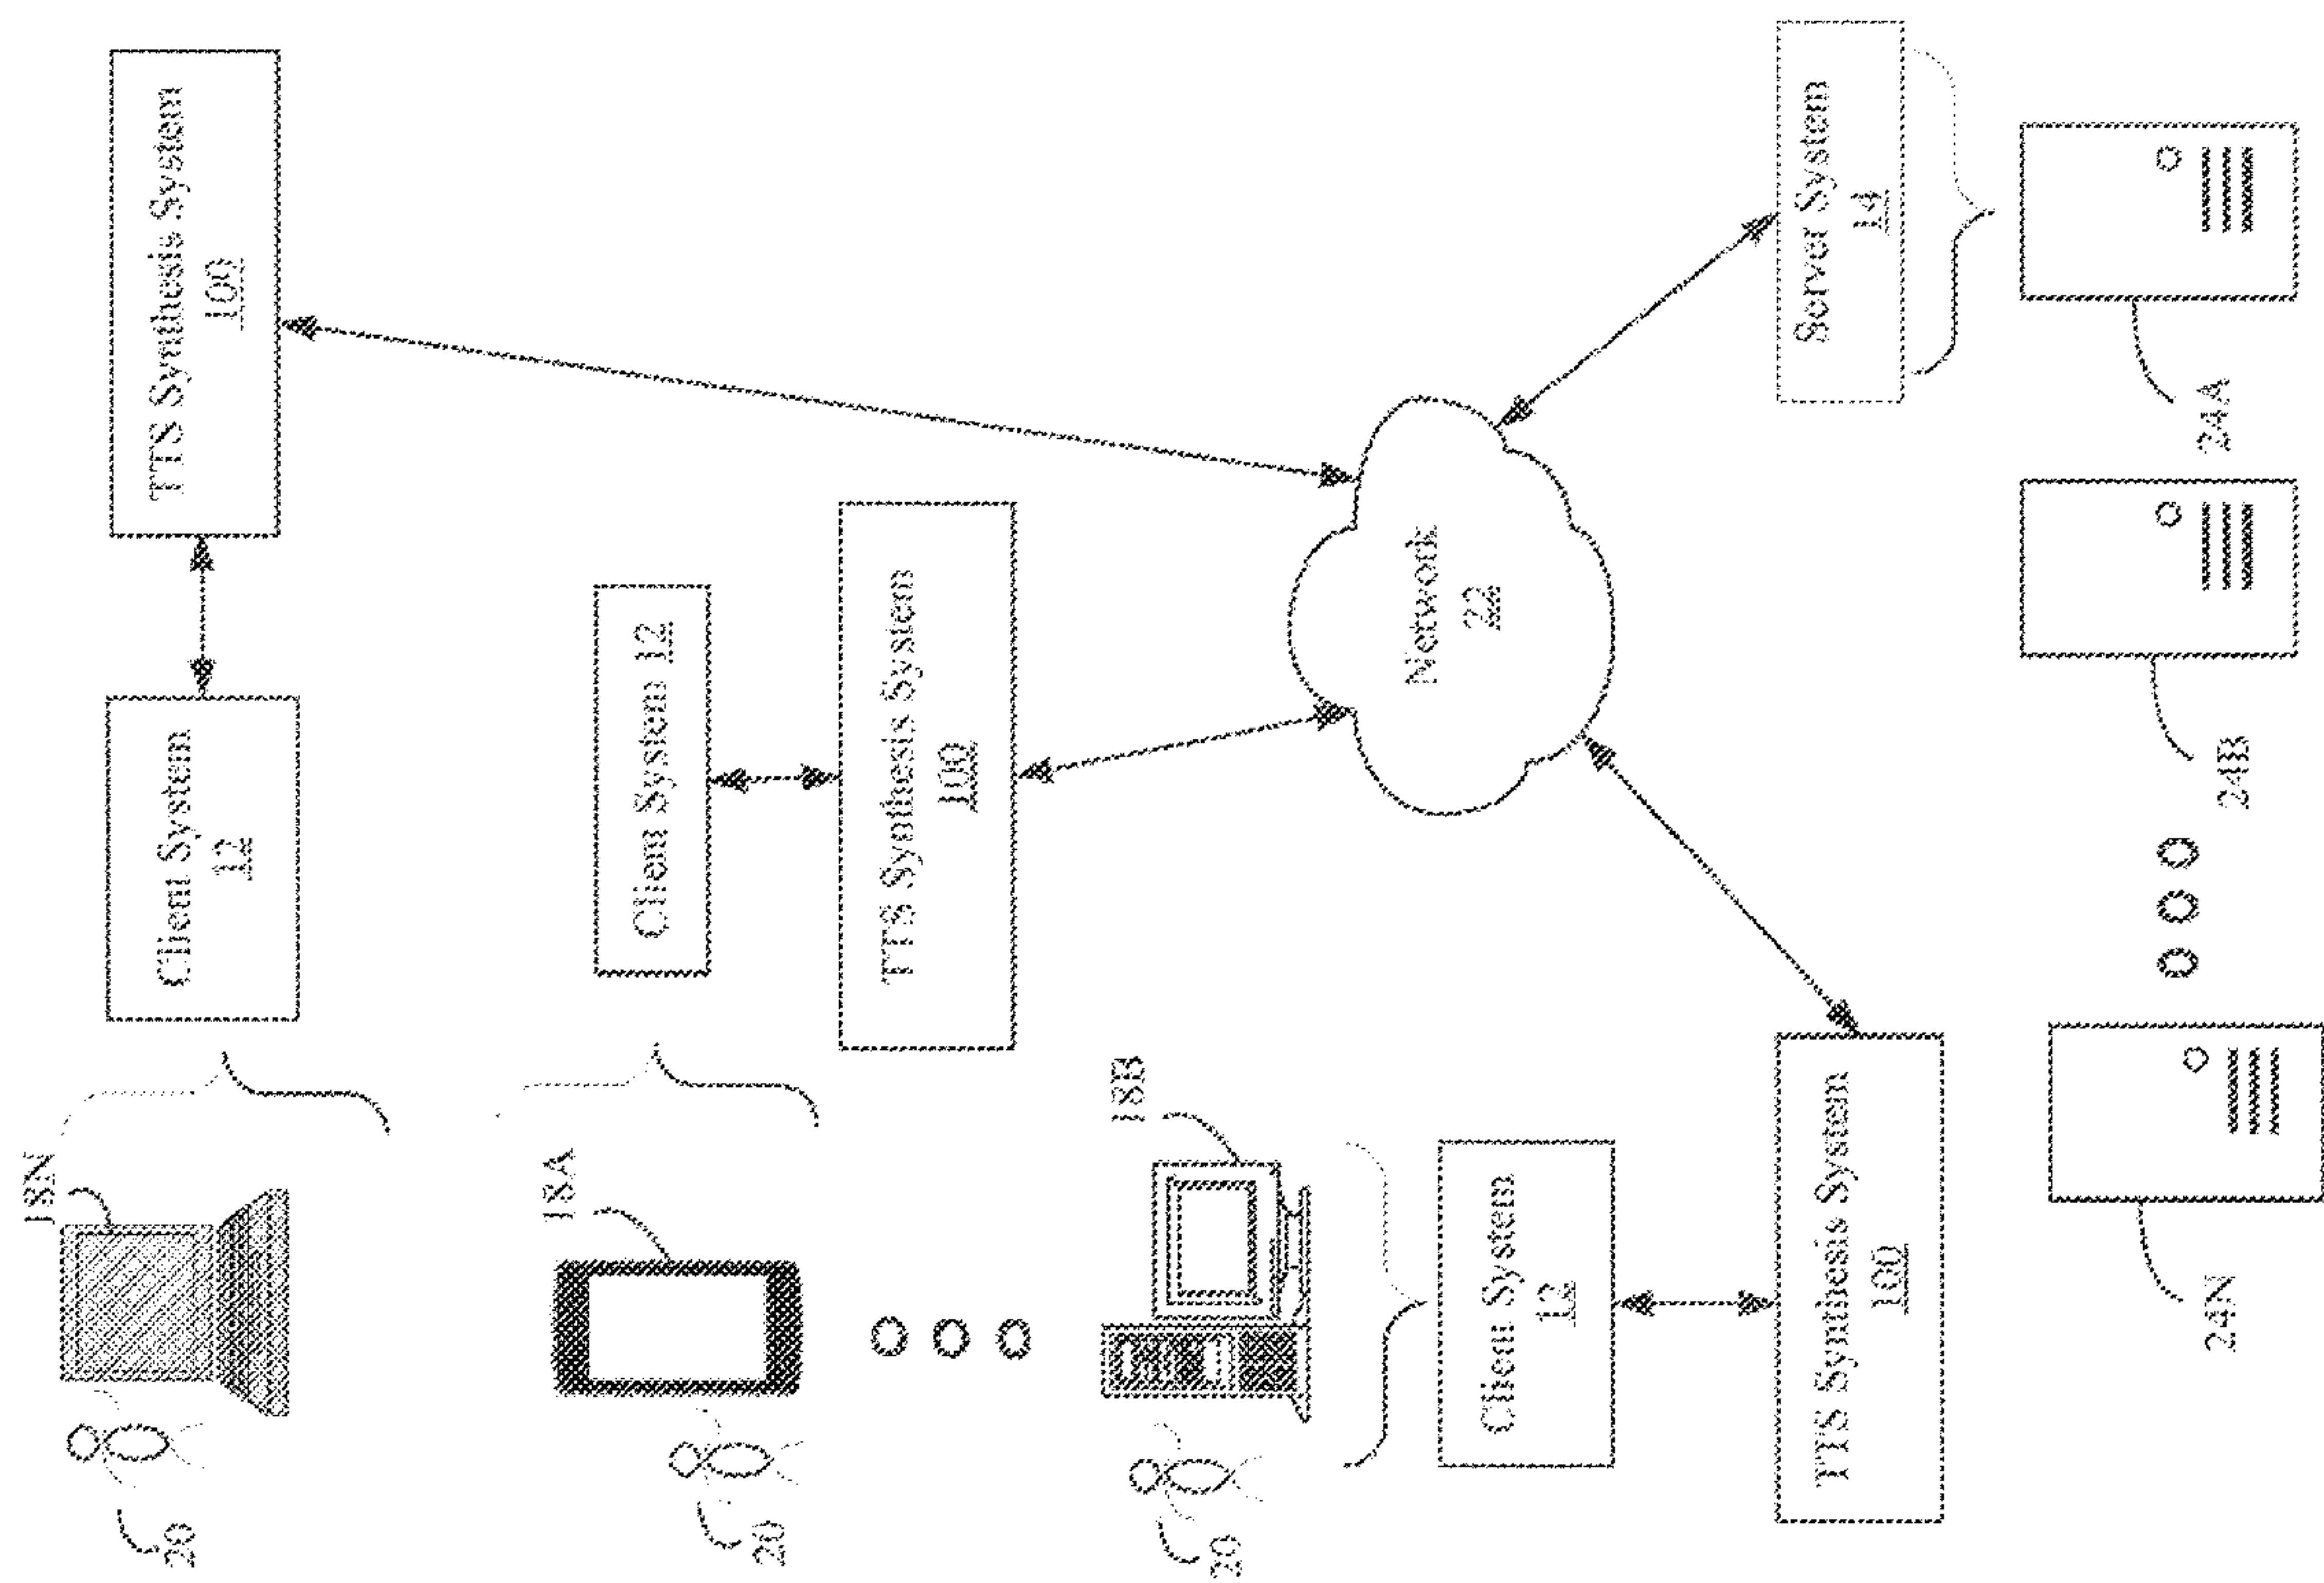 18N
20
Client System
12
TTS Synthesis System
100
18A
20
Client System 12
TTS Synthesis System
100
18B
20
Client System
12
TTS Synthesis System
100
Network
22
Server System
14
24A
24B
24N